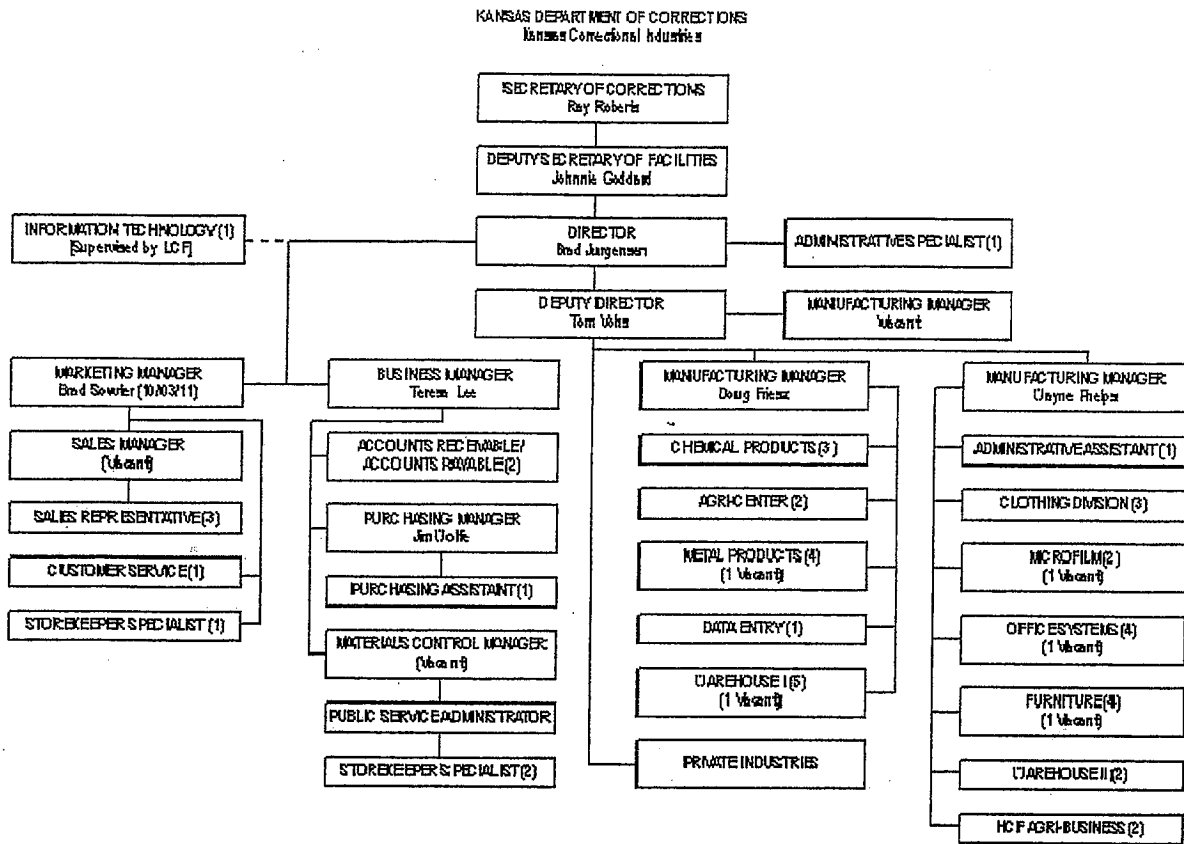 KANSAS DEPARTMENT OF CORRECTIONS
Kansas Correctional Industries
SECRETARY OF CORRECTIONS
Ray Roberts
DEPUTY SECRETARY OF FACILITIES
Johnnie Goddard
INFORMATION TECHNOLOGY (1)
[Supervised by LCF]
DIRECTOR
Brad Jurgensen
ADMINISTRATIVE SPECIALIST (1)
DEPUTY DIRECTOR
Tom
MANUFACTURING MANAGER
Vacant
MARKETING MANAGER
Brad (10/03/11)
BUSINESS MANAGER
Teresa Lee
MANUFACTURING MANAGER
Doug
MANUFACTURING MANAGER
Wayne Phelps
SALES MANAGER
(Vacant)
SALES REPRESENTATIVE (3)
CUSTOMER SERVICE (1)
STOREKEEPER SPECIALIST (1)
ACCOUNTS RECEIVABLE/
ACCOUNTS PAYABLE (2)
PURCHASING MANAGER
Jim Wolfe
PURCHASING ASSISTANT (1)
MATERIALS CONTROL MANAGER
(Vacant)
PUBLIC SERVICE ADMINISTRATOR
STOREKEEPER SPECIALIST (2)
CHEMICAL PRODUCTS (3)
AGRI-CENTER (2)
METAL PRODUCTS (4)
(1 Vacant)
DATA ENTRY (1)
WAREHOUSE I (5)
(1 Vacant)
PRIVATE INDUSTRIES
ADMINISTRATIVE ASSISTANT (1)
CLOTHING DIVISION (3)
MICROFILM (2)
(1 Vacant)
OFFICE SYSTEMS (4)
(1 Vacant)
FURNITURE (4)
(1 Vacant)
WAREHOUSE II (2)
HCF AGRI-BUSINESS (2)